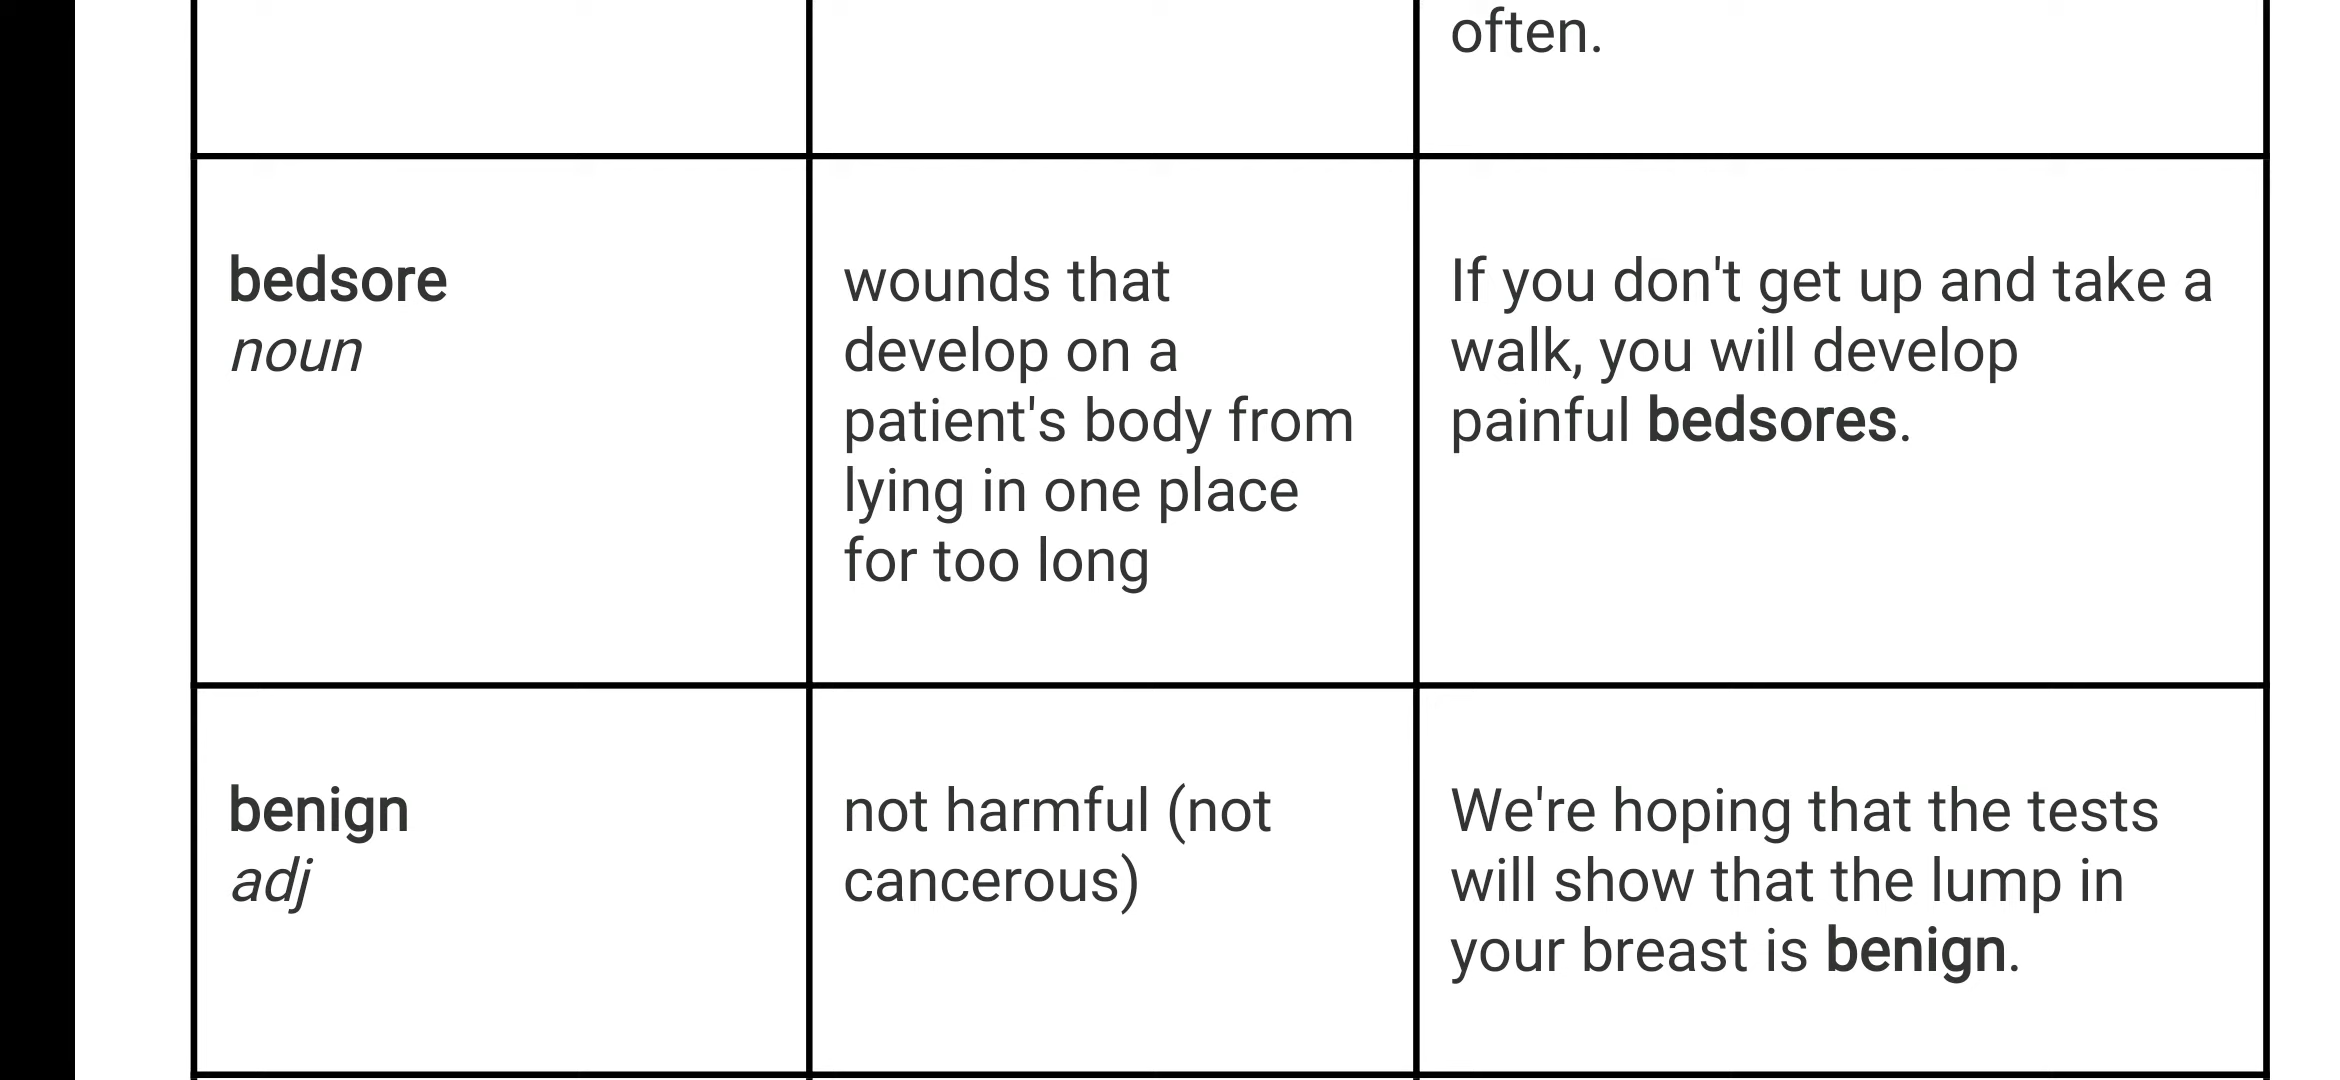 often.
bedsore
noun
wounds that
develop on a
patient's body from
lying in one place
for too long
If you don't get up and take a
walk, you will develop
painful bedsores.
benign
adj
not harmful (not
cancerous)
We're hoping that the tests
will show that the lump in
your breast is benign.